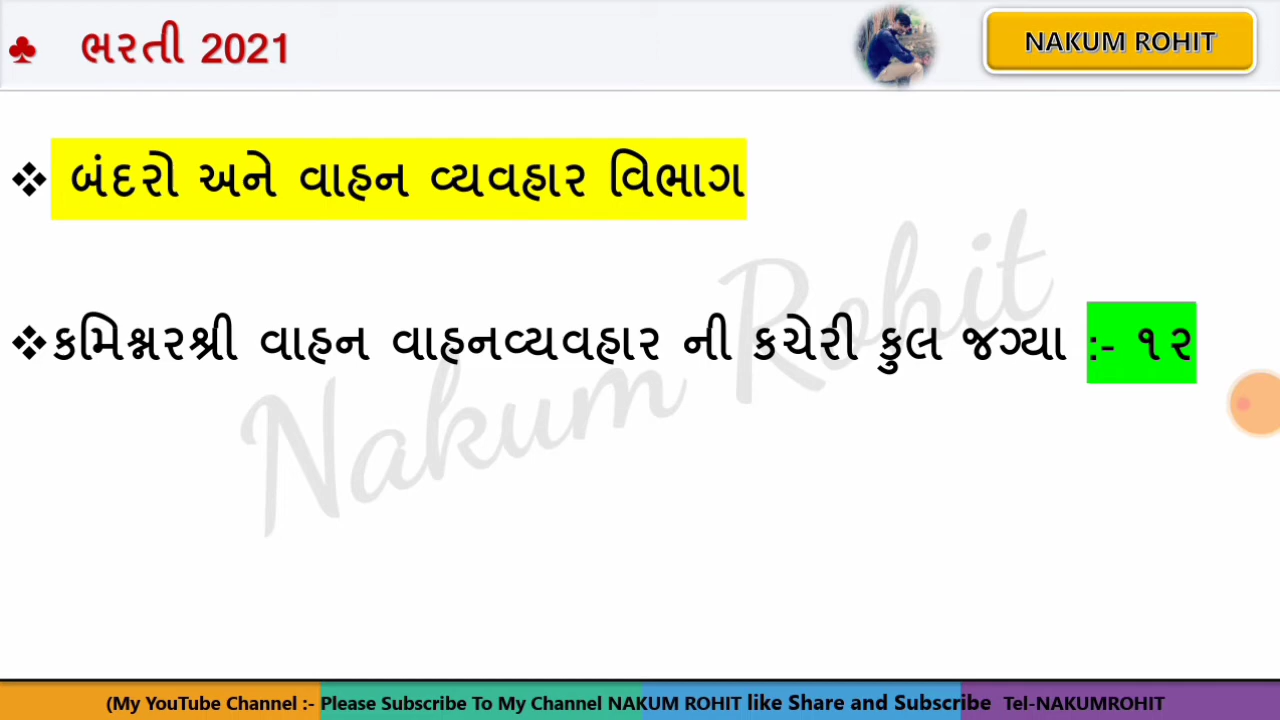 ♣ ભરતી 2021
NAKUM ROHIT
❖ બંદરો અને વાહન વ્યવહાર વિભાગ
❖કમિશ્નરશ્રી વાહન વાહનવ્યવહાર ની કચેરી કુલ જગ્યા :- ૧૨
Nakum Rohit
(My YouTube Channel :- Please Subscribe To My Channel NAKUM ROHIT like Share and Subscribe Tel-NAKUMROHIT